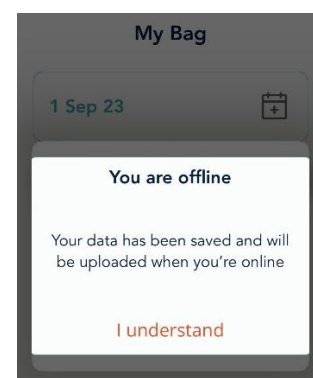 My Bag
1 Sep 23
You are offline
Your data has been saved and will
be uploaded when you're online
I understand